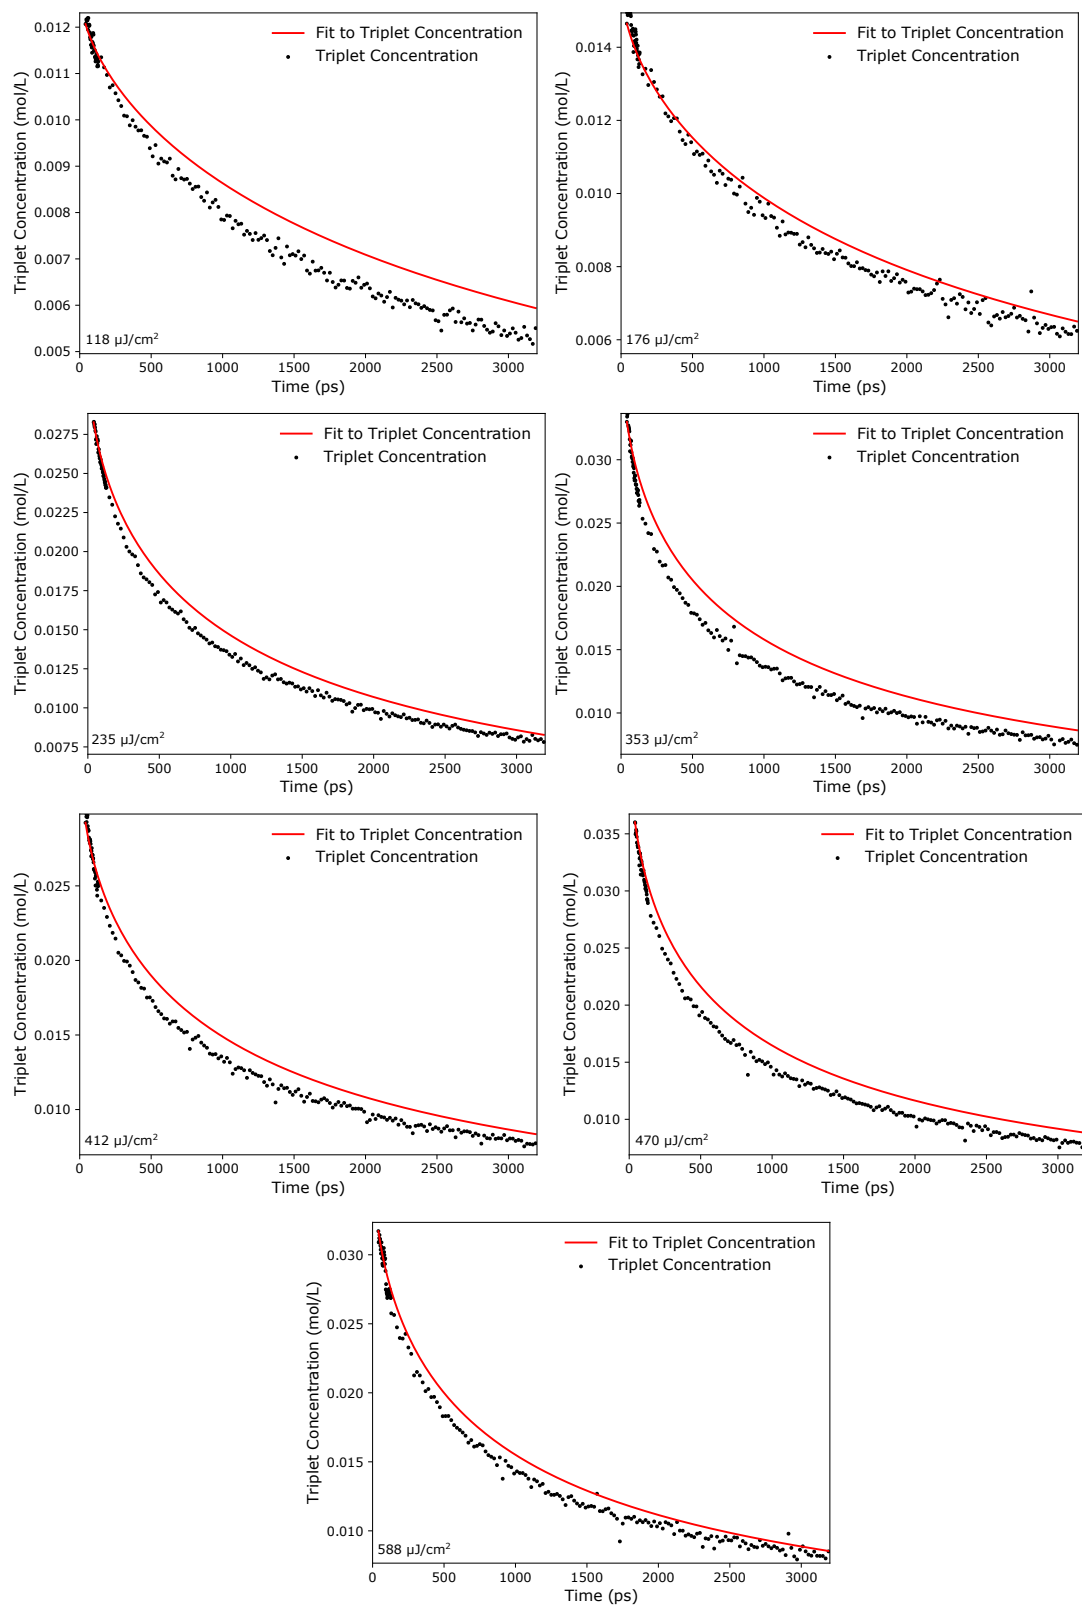 Fit to Triplet Concentration
Triplet Concentration
Triplet Concentration (mol/L)
0.012
0.011
0.010
0.009
0.008
0.007
0.006
0.005
118 µJ/cm²
0 500 1000 1500 2000 2500 3000
Time (ps)
Fit to Triplet Concentration
Triplet Concentration
Triplet Concentration (mol/L)
0.014
0.012
0.010
0.008
0.006
176 µJ/cm²
0 500 1000 1500 2000 2500 3000
Time (ps)
Fit to Triplet Concentration
Triplet Concentration
Triplet Concentration (mol/L)
0.0275
0.0250
0.0225
0.0200
0.0175
0.0150
0.0125
0.0100
0.0075
235 µJ/cm²
0 500 1000 1500 2000 2500 3000
Time (ps)
Fit to Triplet Concentration
Triplet Concentration
Triplet Concentration (mol/L)
0.030
0.025
0.020
0.015
0.010
353 µJ/cm²
0 500 1000 1500 2000 2500 3000
Time (ps)
Fit to Triplet Concentration
Triplet Concentration
Triplet Concentration (mol/L)
0.025
0.020
0.015
0.010
412 µJ/cm²
0 500 1000 1500 2000 2500 3000
Time (ps)
Fit to Triplet Concentration
Triplet Concentration
Triplet Concentration (mol/L)
0.035
0.030
0.025
0.020
0.015
0.010
470 µJ/cm²
0 500 1000 1500 2000 2500 3000
Time (ps)
Fit to Triplet Concentration
Triplet Concentration
Triplet Concentration (mol/L)
0.030
0.025
0.020
0.015
0.010
588 µJ/cm²
0 500 1000 1500 2000 2500 3000
Time (ps)